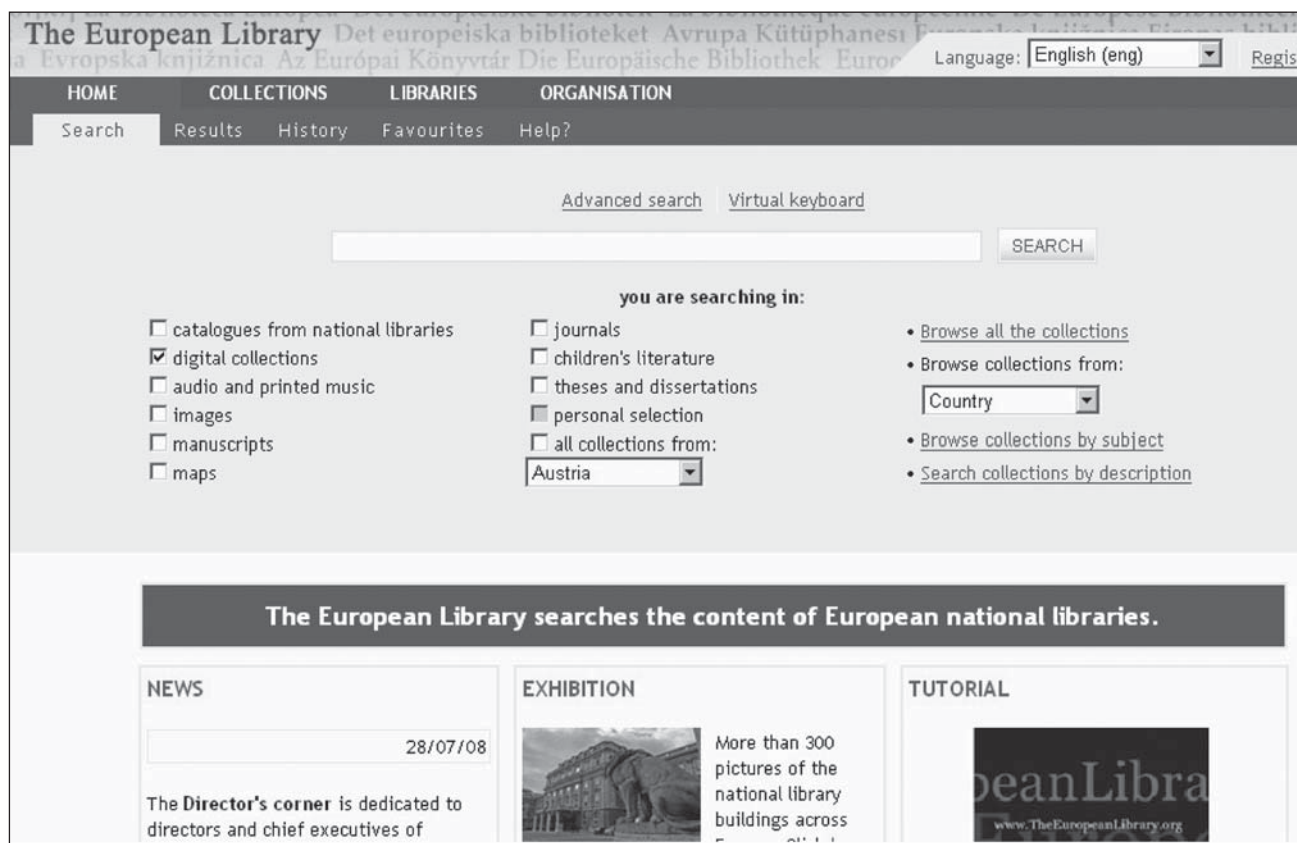 The European Library Det europeiska biblioteket Avrupa Kütüphanesi
a Evropska knjižnica Az Európai Könyvtár Die Europäische Bibliothek
Language: English (eng)
HOME COLLECTIONS LIBRARIES ORGANISATION
Search Results History Favourites Help?
Advanced search Virtual keyboard
SEARCH
you are searching in:
catalogues from national libraries
digital collections
audio and printed music
images
manuscripts
maps
journals
children's literature
theses and dissertations
personal selection
all collections from:
Austria
• Browse all the collections
• Browse collections from:
Country
• Browse collections by subject
• Search collections by description
The European Library searches the content of European national libraries.
NEWS
28/07/08
The Director's corner is dedicated to
directors and chief executives of
EXHIBITION
More than 300
pictures of the
national library
buildings across
TUTORIAL
peanLibra
www.TheEuropeanLibrary.org